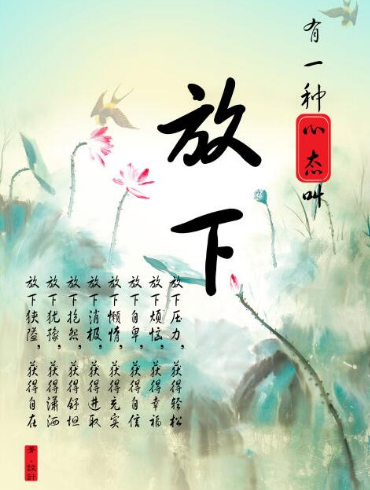 有一种心态叫
放下
放下压力，获得轻松
放下烦恼，获得幸福
放下自卑，获得自信
放下懒惰，获得充实
放下消极，获得进取
放下抱怨，获得舒坦
放下犹豫，获得潇洒
放下狭隘，获得自在